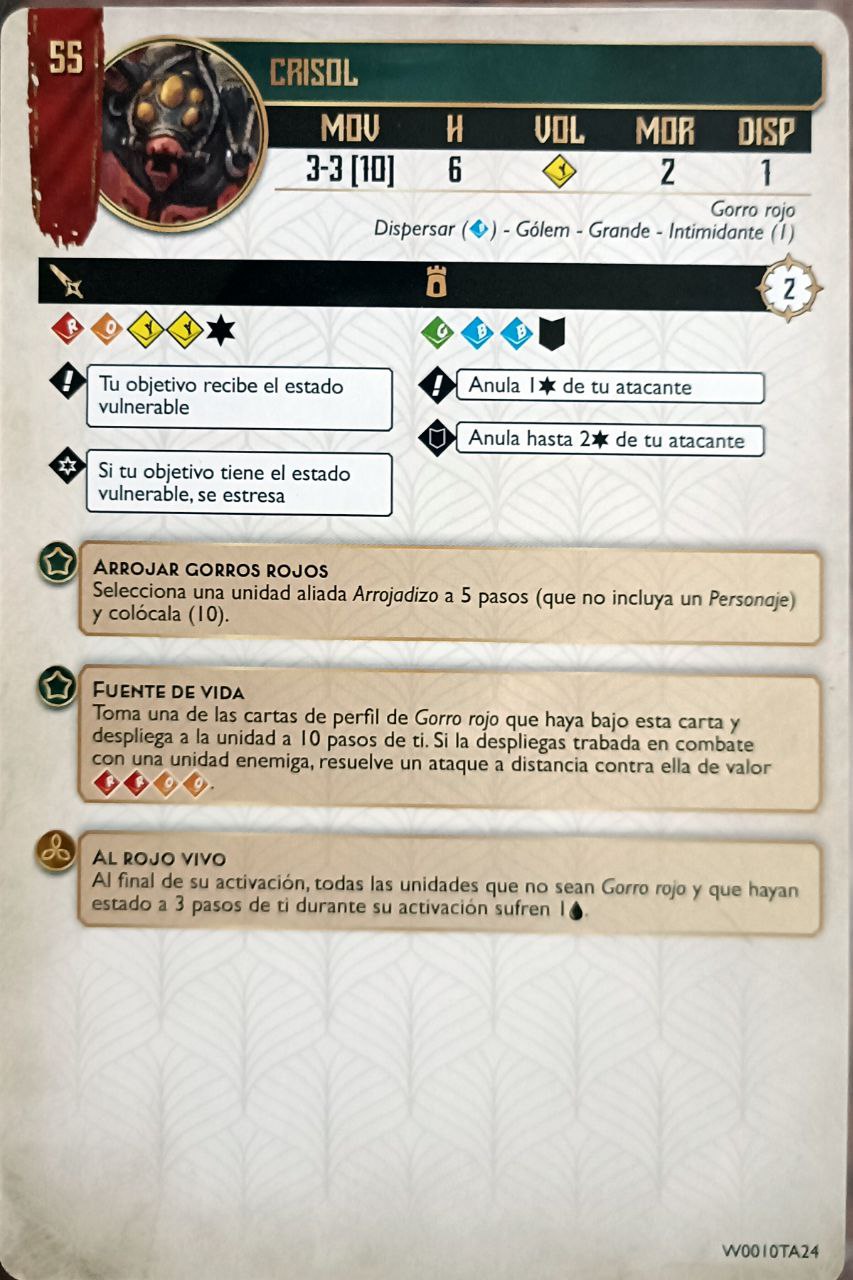 55
CRISOL
MOV H VOL MOR DISP
3-3 [10] 6 Y 2 1
Gorro rojo
Dispersar (B) - Gólem - Grande - Intimidante (1)
2
R O Y Y
G B B
Tu objetivo recibe el estado
vulnerable
Si tu objetivo tiene el estado
vulnerable, se estresa
Anula 1 de tu atacante
Anula hasta 2 de tu atacante
ARROJAR GORROS ROJOS
Selecciona una unidad aliada Arrojadizo a 5 pasos (que no incluya un Personaje)
y colócala (10).
FUENTE DE VIDA
Toma una de las cartas de perfil de Gorro rojo que haya bajo esta carta y
despliega a la unidad a 10 pasos de ti. Si la despliegas trabada en combate
con una unidad enemiga, resuelve un ataque a distancia contra ella de valor
R R O O.
AL ROJO VIVO
Al final de su activación, todas las unidades que no sean Gorro rojo y que hayan
estado a 3 pasos de ti durante su activación sufren 1.
W0010TA24